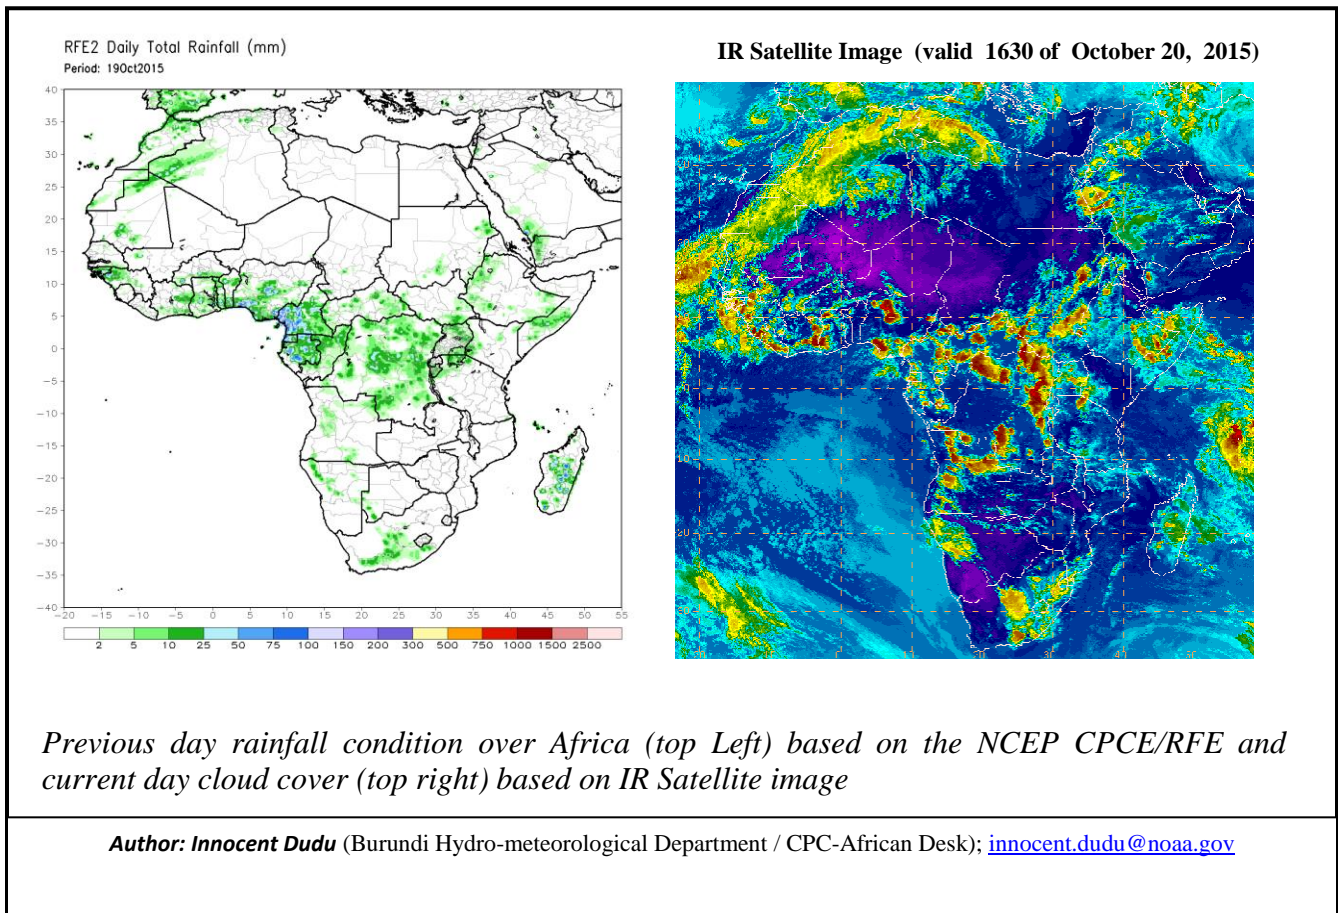 RFE2 Daily Total Rainfall (mm)
Period: 19Oct2015
IR Satellite Image (valid 1630 of October 20, 2015)
40
35
30
25
20
15
10
5
0
-5
-10
-15
-20
-25
-30
-35
-40
-20 -15 -10 -5 0 5 10 15 20 25 30 35 40 45 50 55
2 5 10 25 50 75 100 150 200 300 500 750 1000 1500 2500
Previous day rainfall condition over Africa (top Left) based on the NCEP CPCE/RFE and
current day cloud cover (top right) based on IR Satellite image
Author: Innocent Dudu (Burundi Hydro-meteorological Department / CPC-African Desk); innocent.dudu@noaa.gov